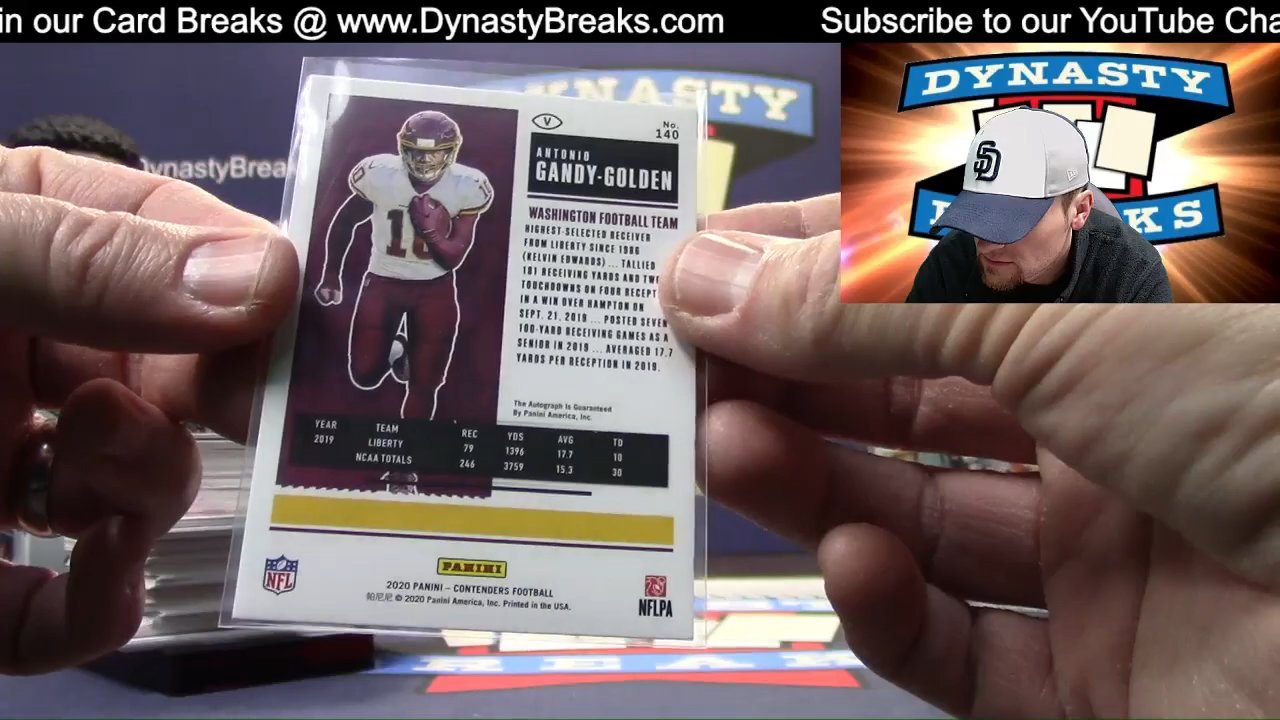 in our Card Breaks @ www.DynastyBreaks.com
Subscribe to our YouTube Cha
DYNASTY
KS
SD
STY
DynastyBrea
V
No.
140
ANTONIO
GANDY-GOLDEN
WASHINGTON FOOTBALL TEAM
HIGHEST-SELECTED RECEIVER
FROM LIBERTY SINCE 1986
(KELVIN EDWARDS) ... TALLIED
181 RECEIVING YARDS AND TWO
TOUCHDOWNS ON FOUR RECEPT
IN A WIN OVER HAMPTON ON
SEPT. 21, 2019 ... POSTED SEVEN
100-YARD RECEIVING GAMES AS A
SENIOR IN 2019 ... AVERAGED 17.7
YARDS PER RECEPTION IN 2019.
The Autograph is Guaranteed
By Panini America, Inc.
YEAR TEAM REC YDS AVG TD
2019 LIBERTY 79 1396 17.7 10
NCAA TOTALS 246 3759 15.3 30
NFL
PANINI
2020 PANINI – CONTENDERS FOOTBALL
帕尼尼 © 2020 Panini America, Inc. Printed in the USA.
NFLPA